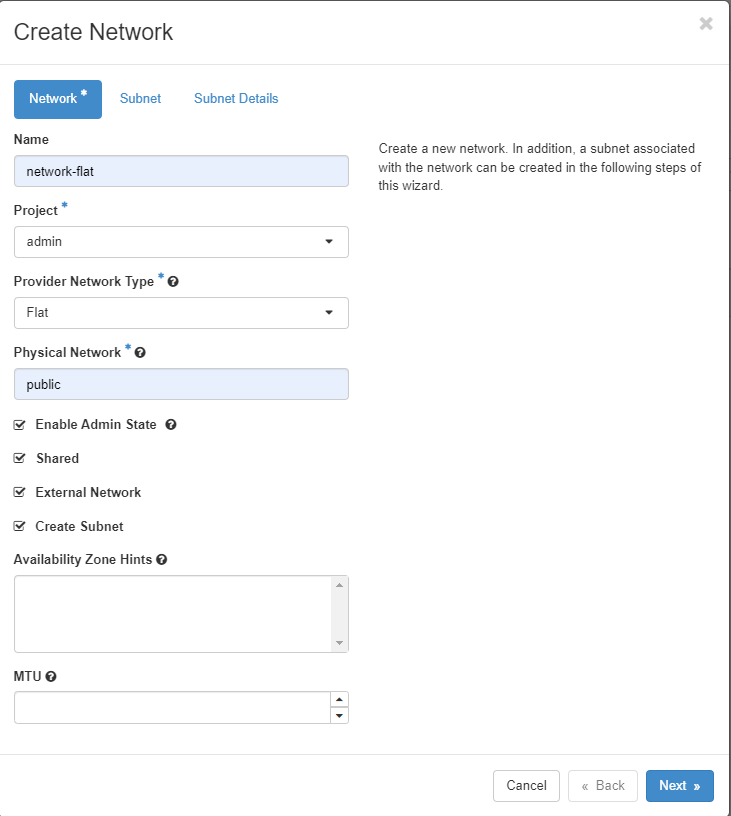 Create Network
Network *
Subnet
Subnet Details
Name
network-flat
Create a new network. In addition, a subnet associated
with the network can be created in the following steps of
this wizard.
Project *
admin
Provider Network Type *
Flat
Physical Network *
public
Enable Admin State
Shared
External Network
Create Subnet
Availability Zone Hints
MTU
Cancel
« Back
Next »